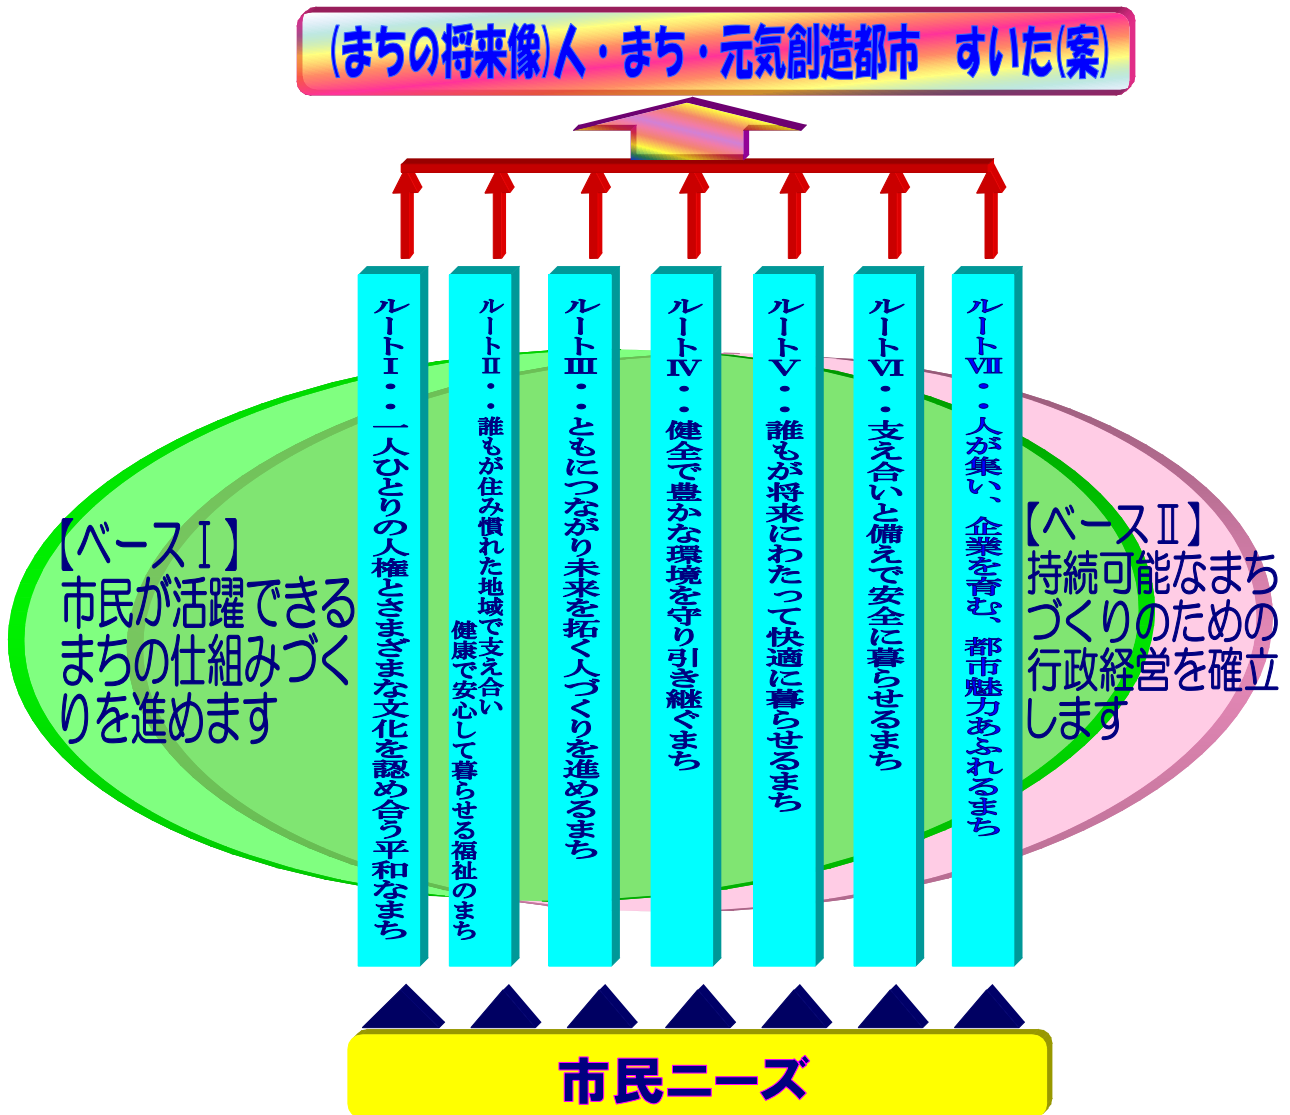 (まちの将来像)人・まち・元気創造都市　すいた(案)
ルートⅠ・・一人ひとりの人権とさまざまな文化を認め合う平和なまち
ルートⅡ・・誰もが住み慣れた地域で支え合い
健康で安心して暮らせる福祉のまち
ルートⅢ・・ともにつながり未来を拓く人づくりを進めるまち
ルートⅣ・・健全で豊かな環境を守り引き継ぐまち
ルートⅤ・・誰もが将来にわたって快適に暮らせるまち
ルートⅥ・・支え合いと備えで安全に暮らせるまち
ルートⅦ・・人が集い、企業を育む、都市魅力あふれるまち
【ベースⅠ】
市民が活躍できる
まちの仕組みづく
りを進めます
【ベースⅡ】
持続可能なまち
づくりのための
行政経営を確立
します
市民ニーズ